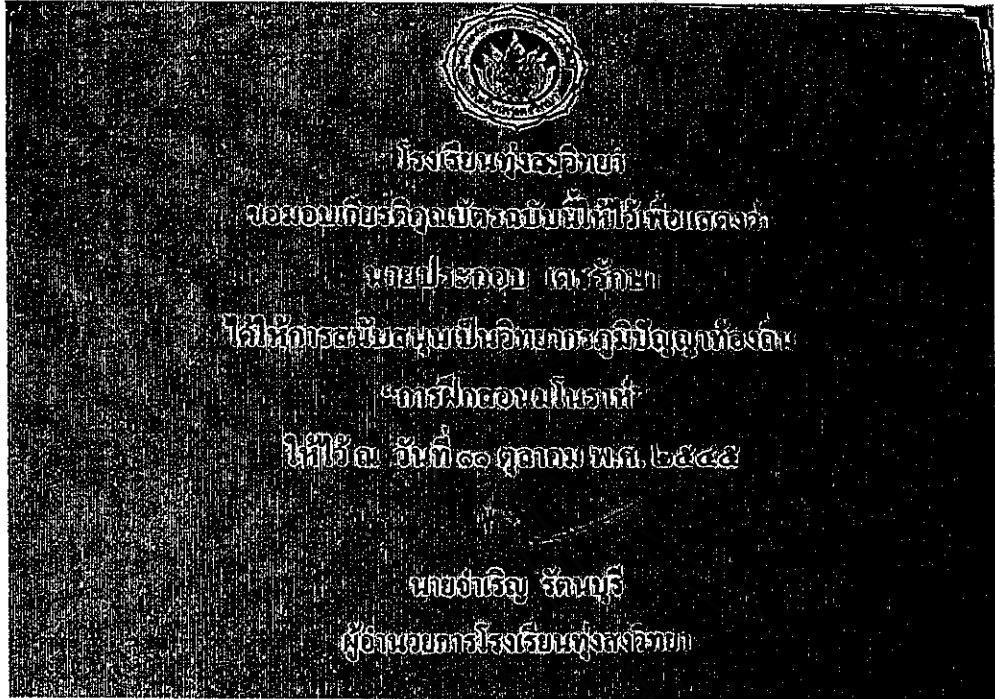 โรงเรียนทุ่งสงวิทยา
ขอมอบเกียรติคุณบัตรฉบับนี้ให้ไว้เพื่อแสดงว่า
นายประกอบ เดชรักษา
ได้ให้การสนับสนุนเป็นวิทยากรภูมิปัญญาท้องถิ่น
"การฝึกสอนมโนราห์"
ให้ไว้ ณ วันที่ ๑๑ ตุลาคม พ.ศ. ๒๕๔๕
นายจำเริญ รัตนบุรี
ผู้อำนวยการโรงเรียนทุ่งสงวิทยา